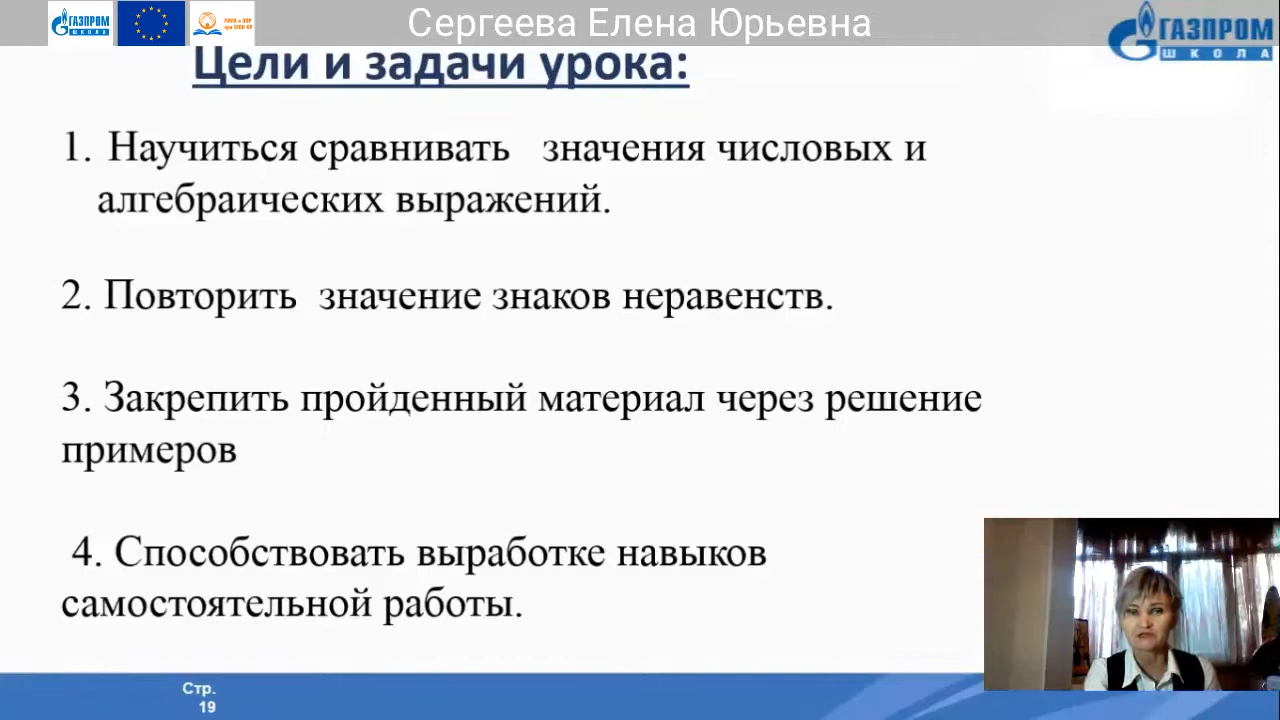 ГАЗПРОМ
ШКОЛА
Сергеева Елена Юрьевна
ГАЗПРОМ
ШКОЛА
Цели и задачи урока:
1. Научиться сравнивать значения числовых и
алгебраических выражений.
2. Повторить значение знаков неравенств.
3. Закрепить пройденный материал через решение
примеров
4. Способствовать выработке навыков
самостоятельной работы.
Стр.
19